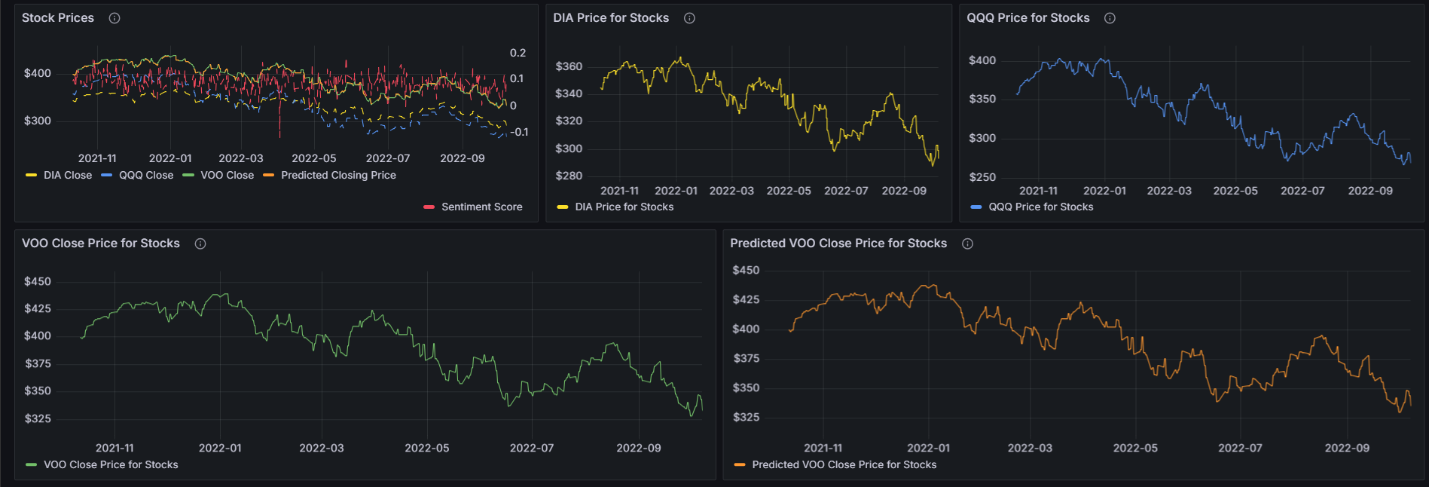 Stock Prices
0.2
$400
0.1
0
$300
−0.1
2021-11 2022-01 2022-03 2022-05 2022-07 2022-09
DIA Close QQQ Close VOO Close Predicted Closing Price
Sentiment Score
DIA Price for Stocks
$360
$340
$320
$300
$280
2021-11 2022-01 2022-03 2022-05 2022-07 2022-09
DIA Price for Stocks
QQQ Price for Stocks
$400
$350
$300
$250
2021-11 2022-01 2022-03 2022-05 2022-07 2022-09
QQQ Price for Stocks
VOO Close Price for Stocks
$450
$425
$400
$375
$350
$325
2021-11 2022-01 2022-03 2022-05 2022-07 2022-09
VOO Close Price for Stocks
Predicted VOO Close Price for Stocks
$450
$425
$400
$375
$350
$325
2021-11 2022-01 2022-03 2022-05 2022-07 2022-09
Predicted VOO Close Price for Stocks